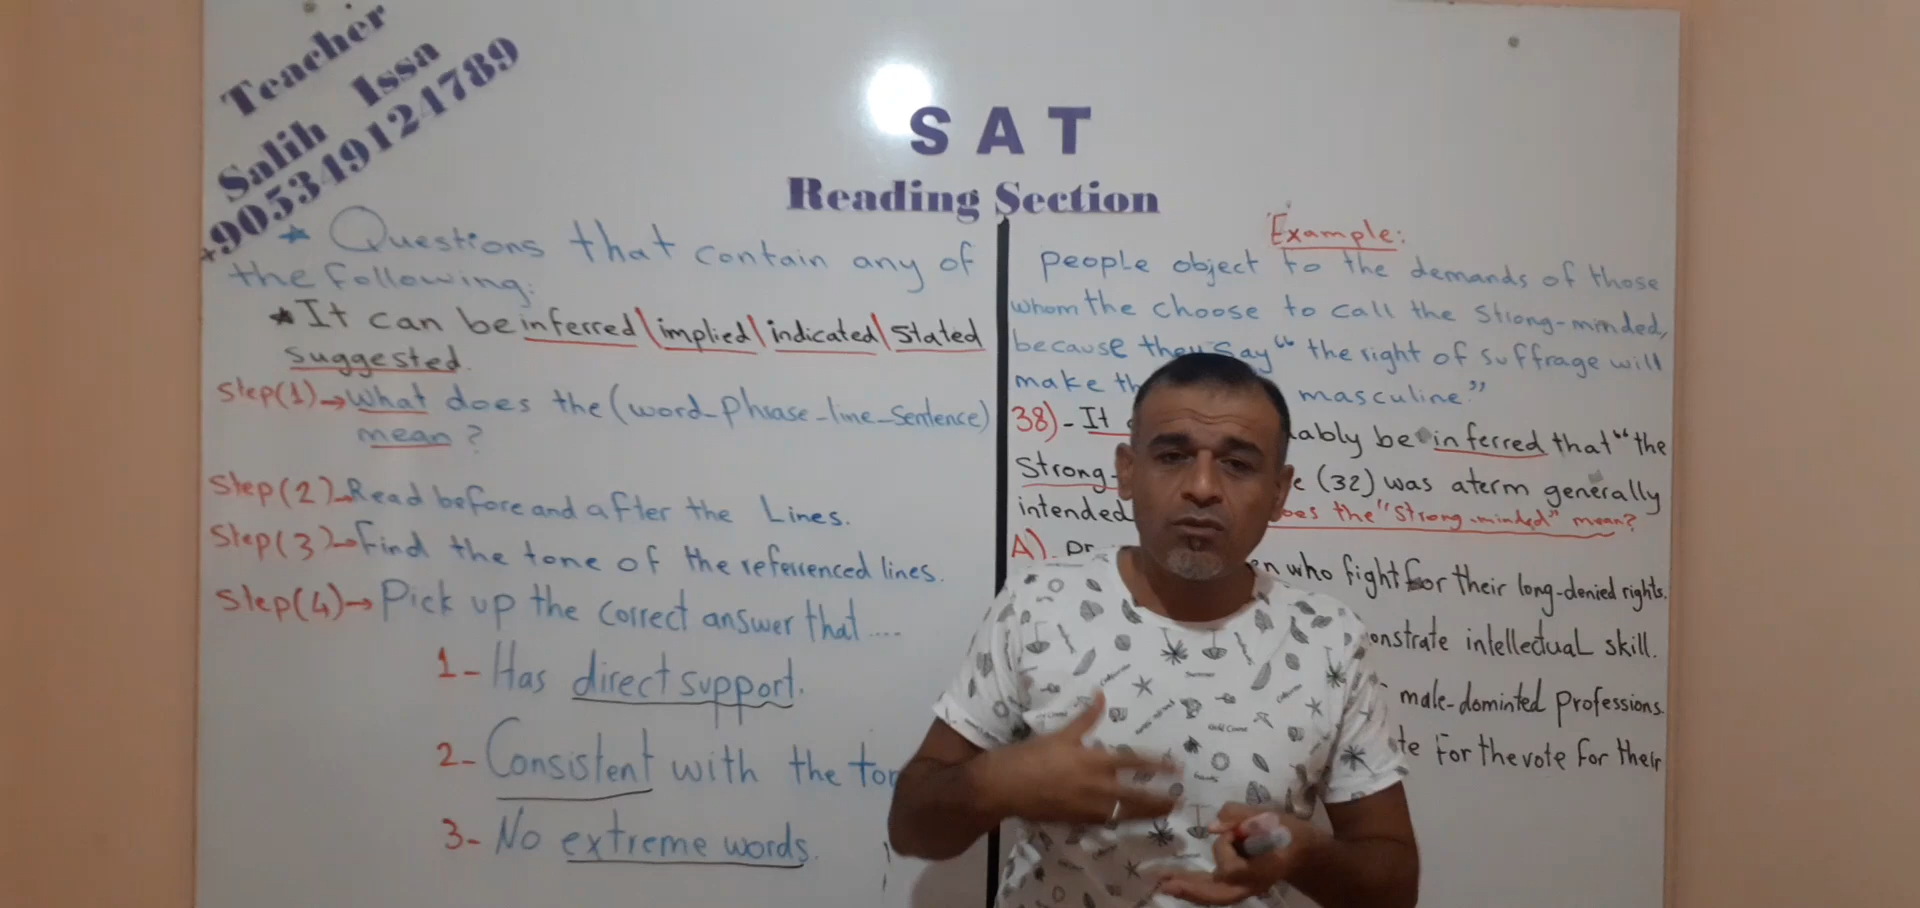 Teacher
Salih Issa
+905349124789
S A T
Reading Section
* Questions that contain any of
the following:
* It can be inferred\implied\indicated\stated
suggested.
Step(1)→What does the (word-phrase-line-sentence)
mean?
Step(2)→Read before and after the Lines.
Step(3)→Find the tone of the referenced lines.
Step(4)→Pick up the correct answer that....
1- Has direct support.
2- Consistent with the
3- No extreme words.
Example:
people object to the demands of those
whom the choose to call the strong-minded,
because they say "the right of suffrage will
make masculine."
38)- It be inferred that "the
strong- (32) was aterm generally
intended
the "strong-minded" mean?
A). who fight for their long-denied rights.
intellectual skill.
male-dominted professions.
For the vote for their